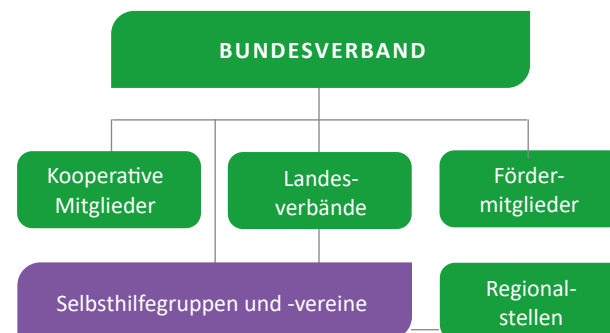 BUNDESVERBAND
Kooperative
Mitglieder
Landes-
verbände
Förder-
mitglieder
Selbsthilfegruppen und -vereine
Regional-
stellen